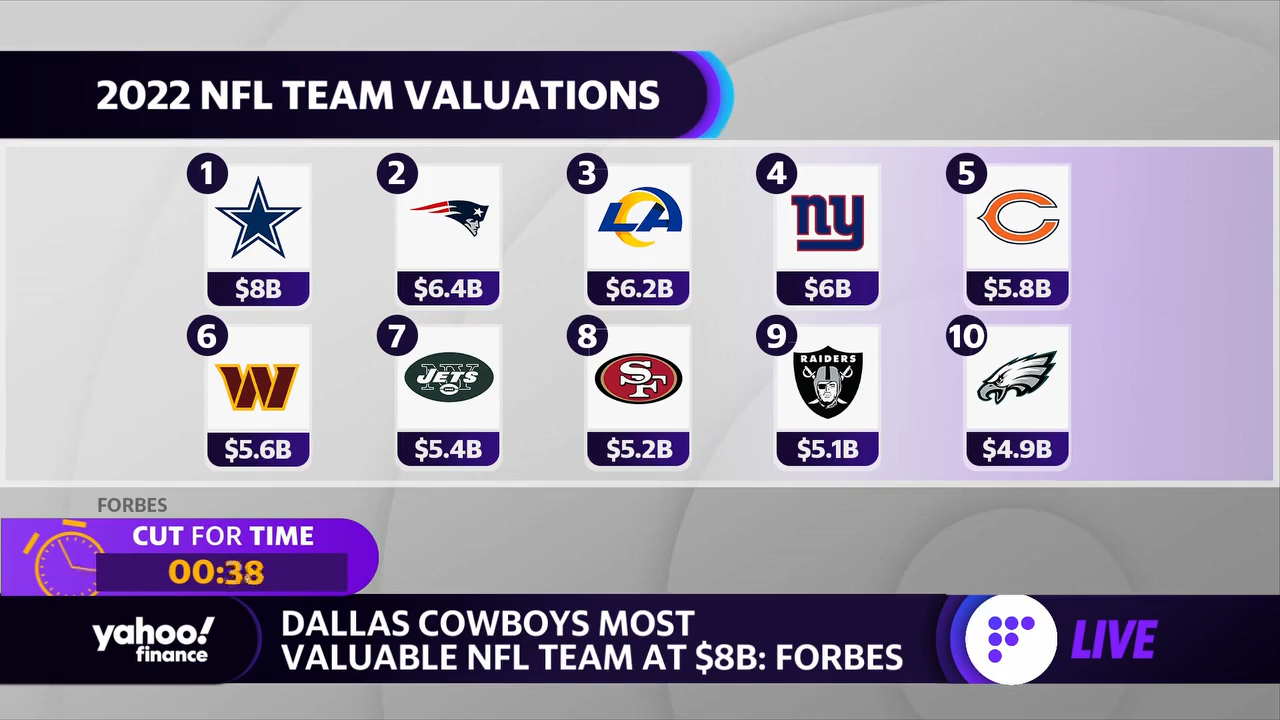 2022 NFL TEAM VALUATIONS
1 2 3 4 5
LA ny C
$8B $6.4B $6.2B $6B $5.8B
6 7 8 9 10
W NY JETS SF RAIDERS
$5.6B $5.4B $5.2B $5.1B $4.9B
FORBES
CUT FOR TIME
00:38
yahoo!
finance
DALLAS COWBOYS MOST
VALUABLE NFL TEAM AT $8B: FORBES
LIVE